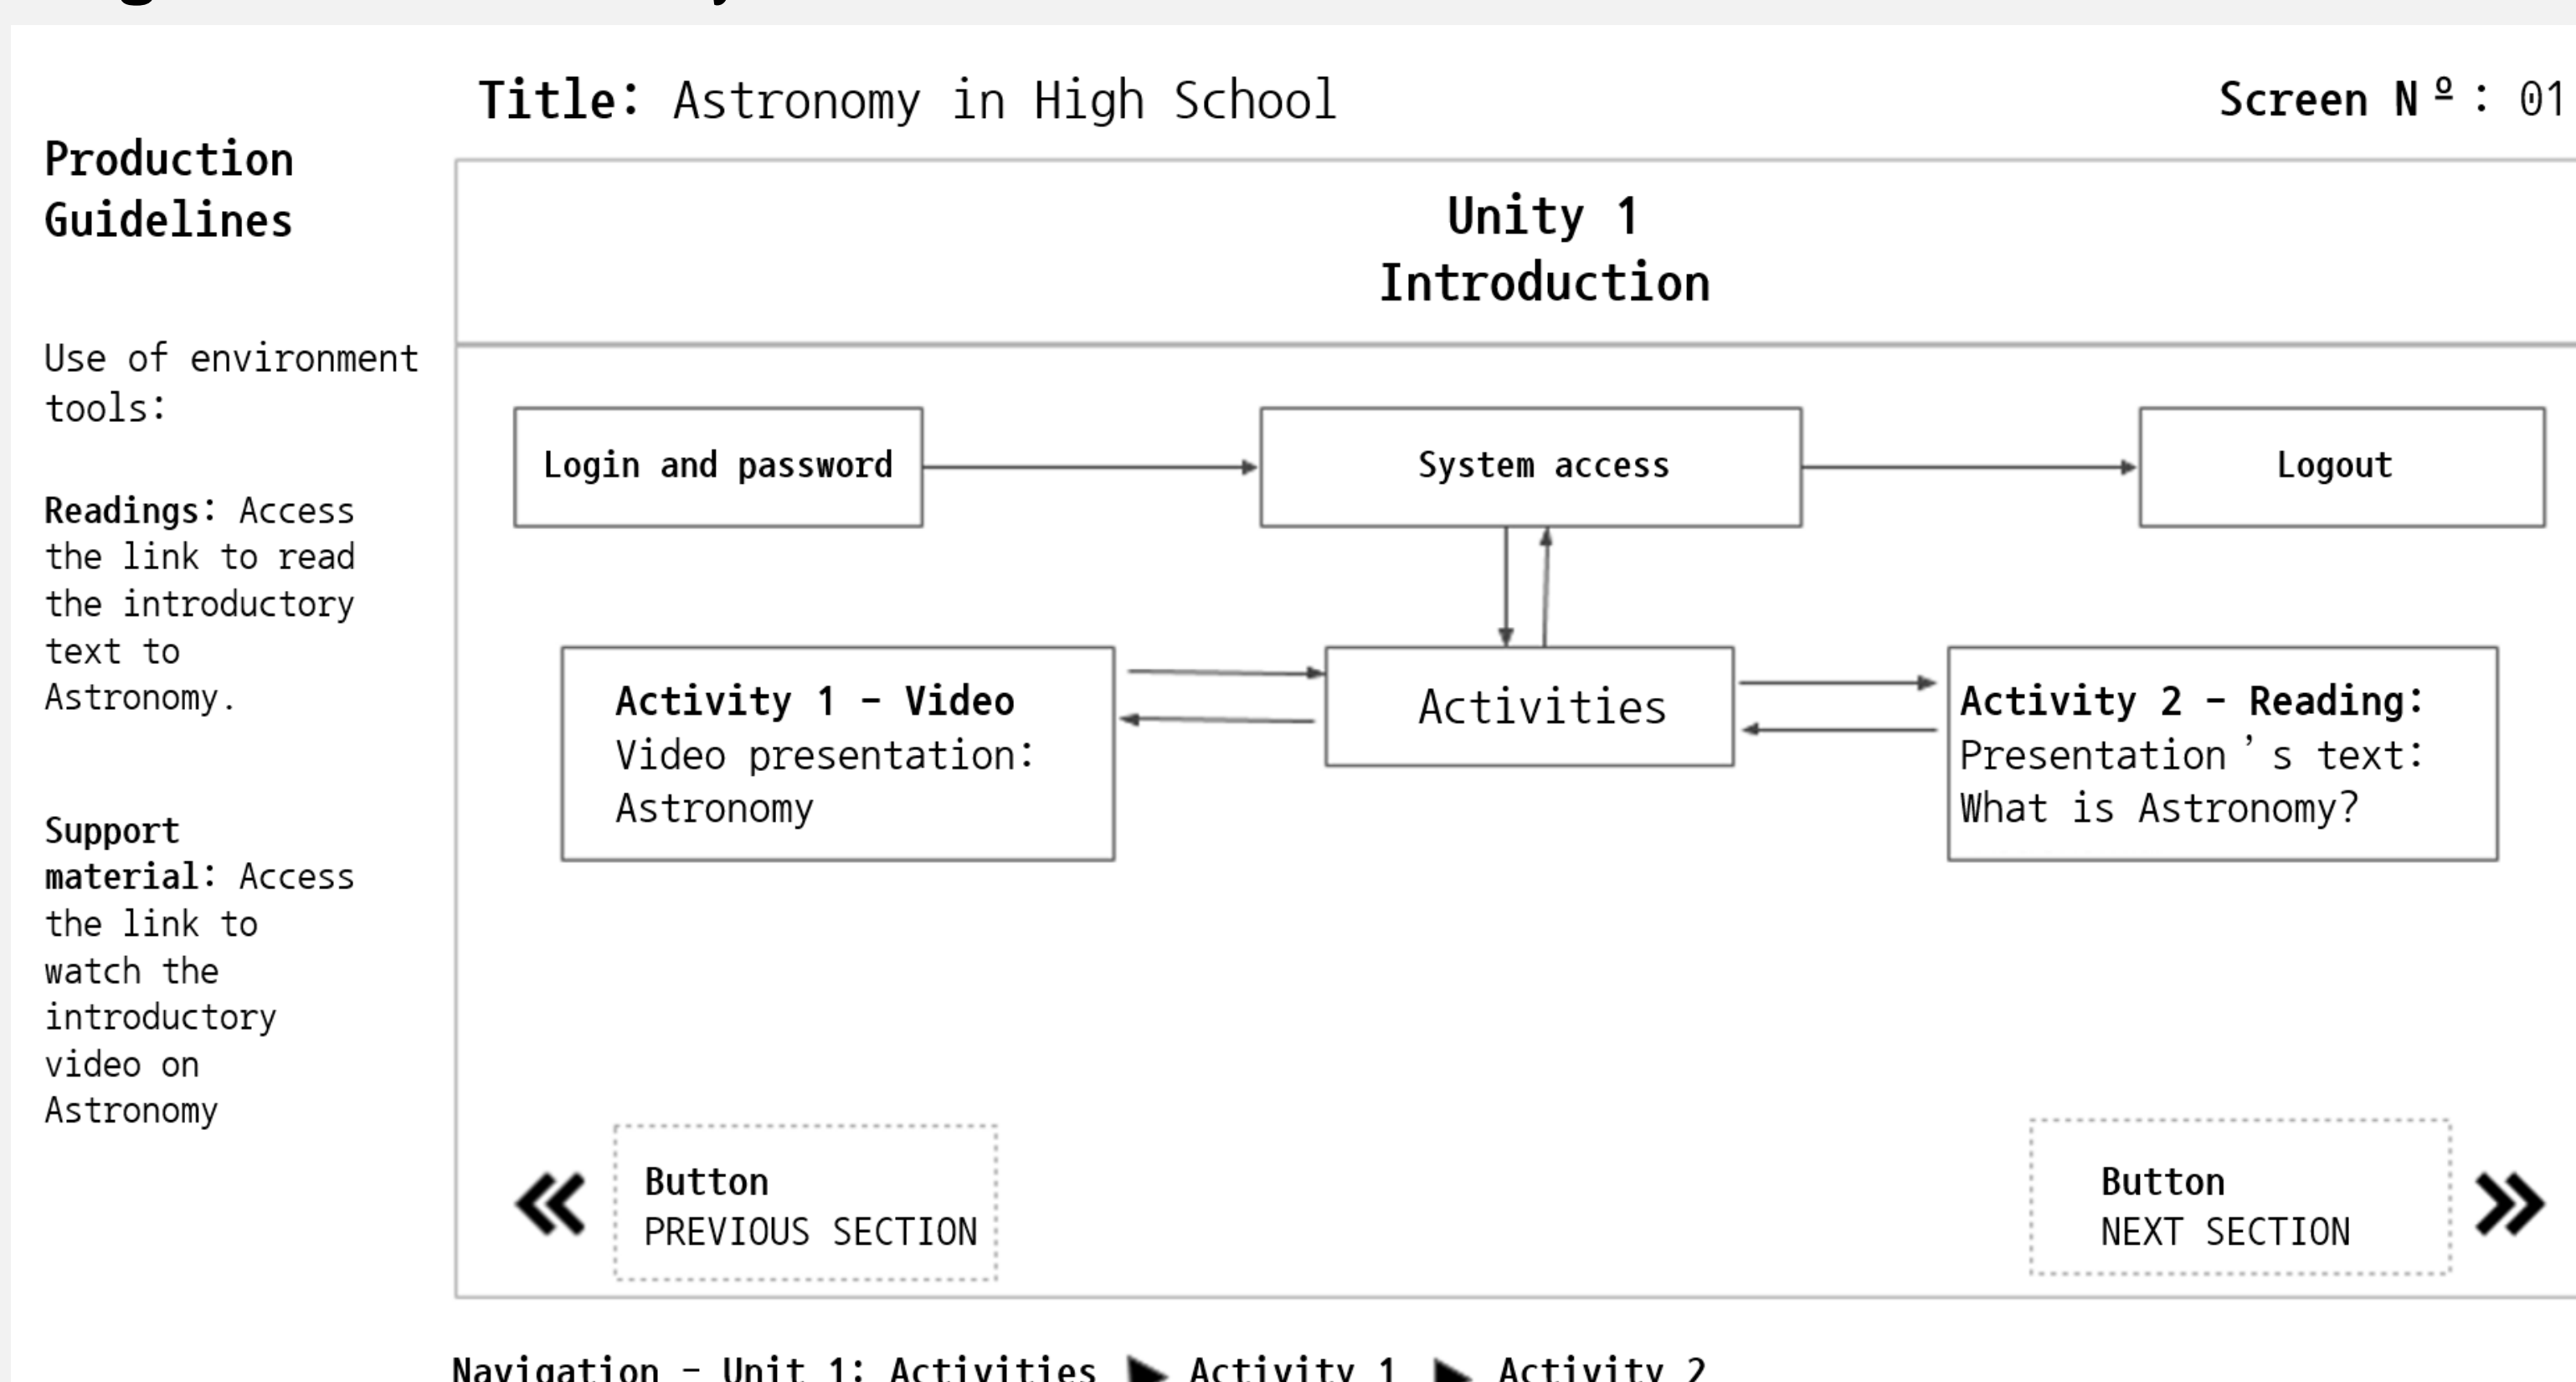 Title: Astronomy in High School
Screen Nº: 01
Production
Guidelines
Use of environment
tools:
Readings: Access
the link to read
the introductory
text to
Astronomy.
Support
material: Access
the link to
watch the
introductory
video on
Astronomy
Unity 1
Introduction
Login and password
System access
Logout
Activity 1 – Video
Video presentation:
Astronomy
Activities
Activity 2 – Reading:
Presentation’s text:
What is Astronomy?
Button
PREVIOUS SECTION
Button
NEXT SECTION
Navigation – Unit 1: Activities ▶ Activity 1 ▶ Activity 2